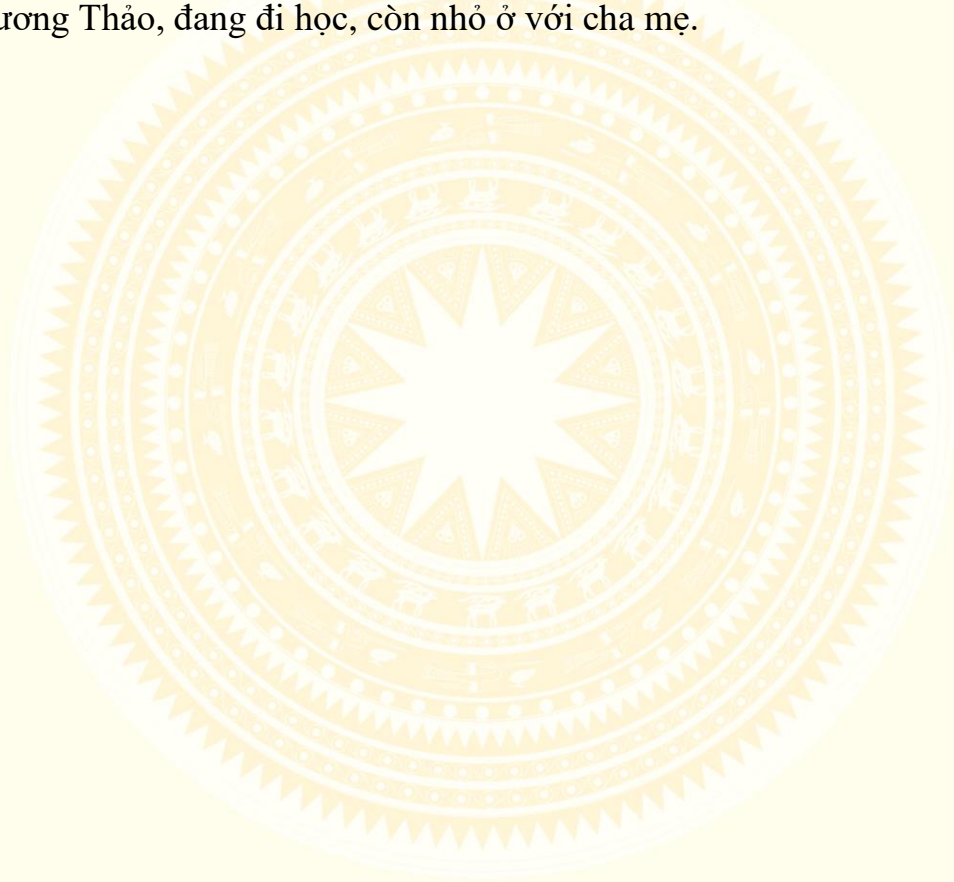 ương Thảo, đang đi học, còn nhỏ ở với cha mẹ.